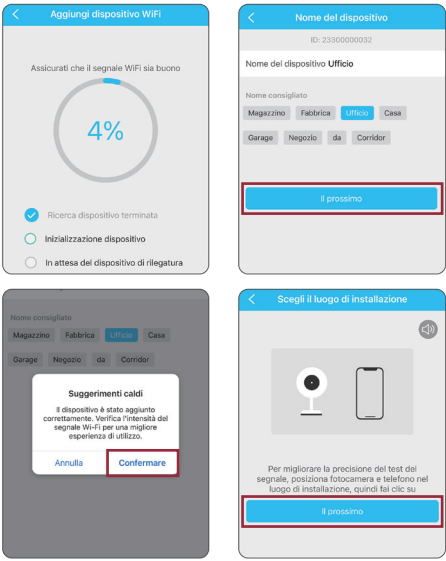 Aggiungi dispositivo WiFi
Assicurati che il segnale WiFi sia buono
4%
Ricerca dispositivo terminata
Inizializzazione dispositivo
In attesa del dispositivo di rilegatura
Nome del dispositivo
ID: 23300000032
Nome del dispositivo Ufficio
Nome consigliato
Magazzino Fabbrica Ufficio Casa
Garage Negozio da Corridor
Il prossimo
Nome consigliato
Magazzino Fabbrica Ufficio Casa
Garage Negozio da Corridor
Suggerimenti caldi
Il dispositivo è stato aggiunto
correttamente. Verifica l'intensità del
segnale Wi-Fi per una migliore
esperienza di utilizzo.
Annulla Confermare
Scegli il luogo di installazione
Per migliorare la precisione del test del
segnale, posiziona fotocamera e telefono nel
luogo di installazione, quindi fai clic su
Il prossimo